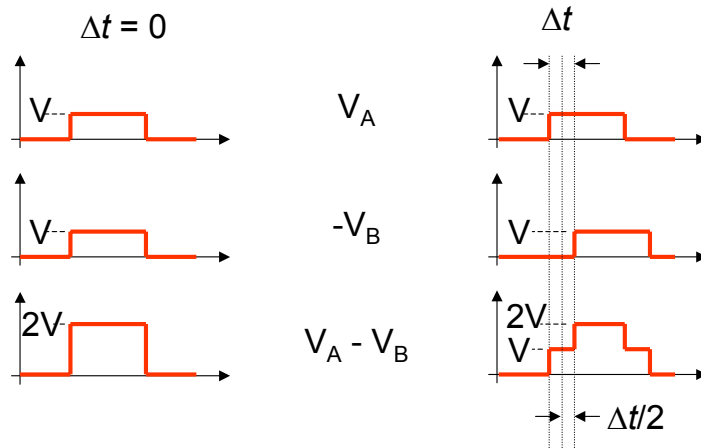 Δt = 0
Δt
V
V_A
V
V
-V_B
V
2V
V_A - V_B
2V
V
Δt/2